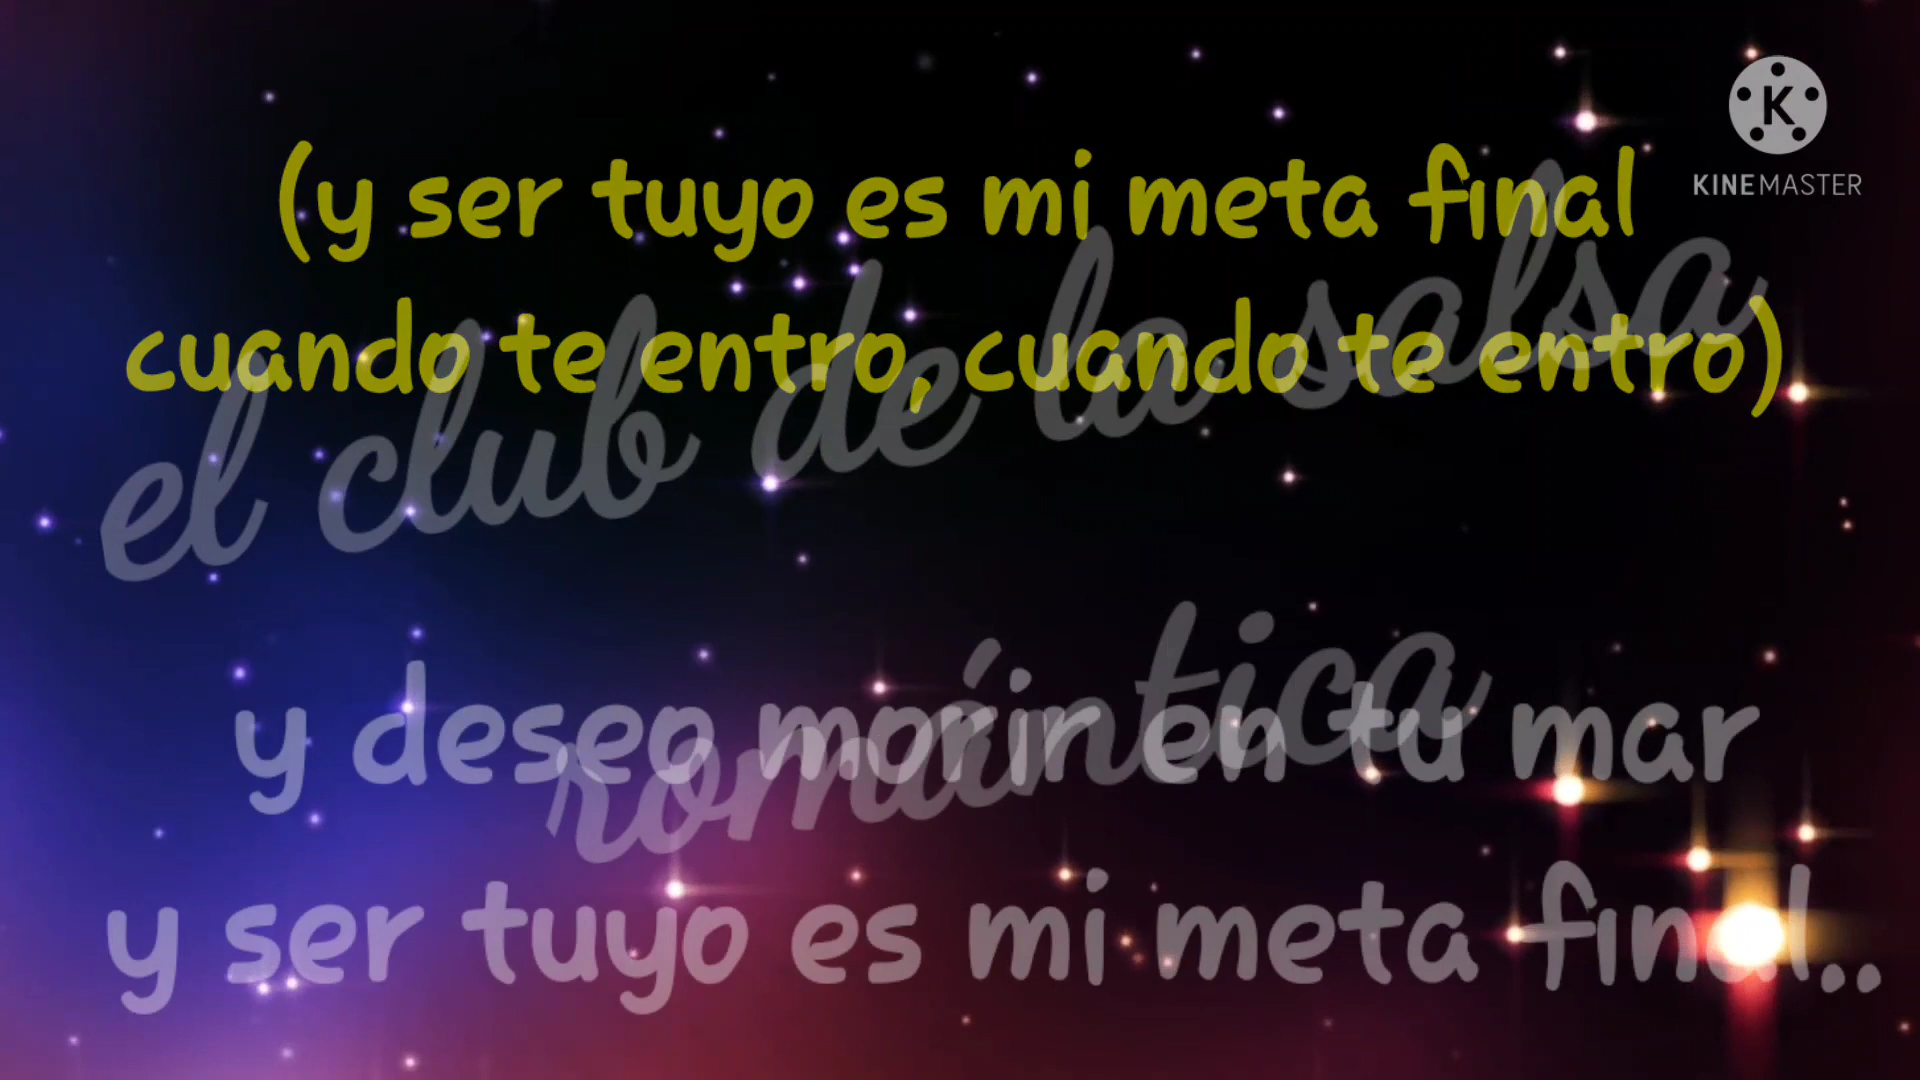 K
KINEMASTER
(y ser tuyo es mi meta final
cuando te entro, cuando te entro)
el club de la salsa
romántica
y deseo morir en tu mar
y ser tuyo es mi meta final..